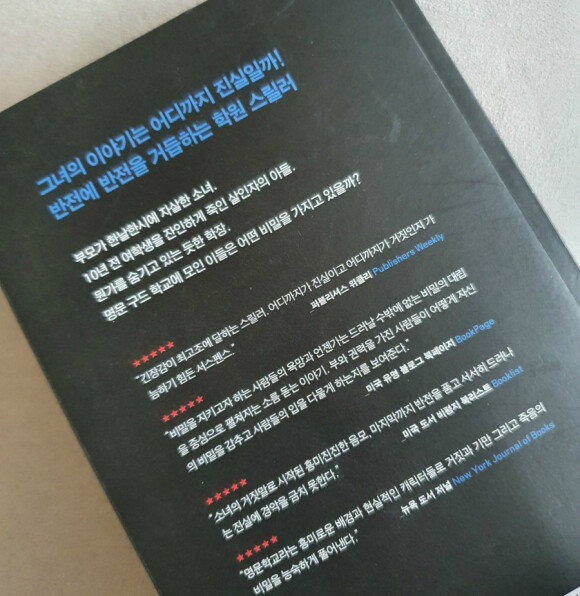 그녀의 이야기는 어디까지 진실일까!
반전에 반전을 거듭하는 학원 스릴러
부모가 한날한시에 자살한 소녀.
10년 전 여학생을 잔인하게 죽인 살인자의 아들.
뭔가를 숨기고 있는 듯한 학장.
명문 구드 학교에 모인 이들은 어떤 비밀을 가지고 있을까?
★★★★★
"긴장감이 최고조에 달하는 스릴러. 어디까지가 진실이고 어디까지가 거짓인지 가
늠하기 힘든 서스펜스."
_퍼블리셔스 위클리 Publishers Weekly
★★★★★
"비밀을 지키고자 하는 사람들의 욕망과 언젠가는 드러날 수밖에 없는 비밀의 대립
을 중심으로 펼쳐지는 소름 돋는 이야기. 부와 권력을 가진 사람들이 어떻게 자신
의 비밀을 감추고 사람들의 입을 다물게 하는지를 보여준다."
_미국 유명 블로그 북페이지 BookPage
★★★★★
"소녀의 거짓말로 시작된 흥미진진한 음모, 마지막까지 반전을 품고 서서히 드러나
는 진실에 경악을 금치 못한다."
_미국 도서 비평지 북리스트 Booklist
★★★★★
"명문학교라는 흥미로운 배경과 현실적인 캐릭터들로 거짓과 기만 그리고 죽음의
비밀을 능숙하게 풀어낸다."
_뉴욕 도서 저널 New York Journal of Books